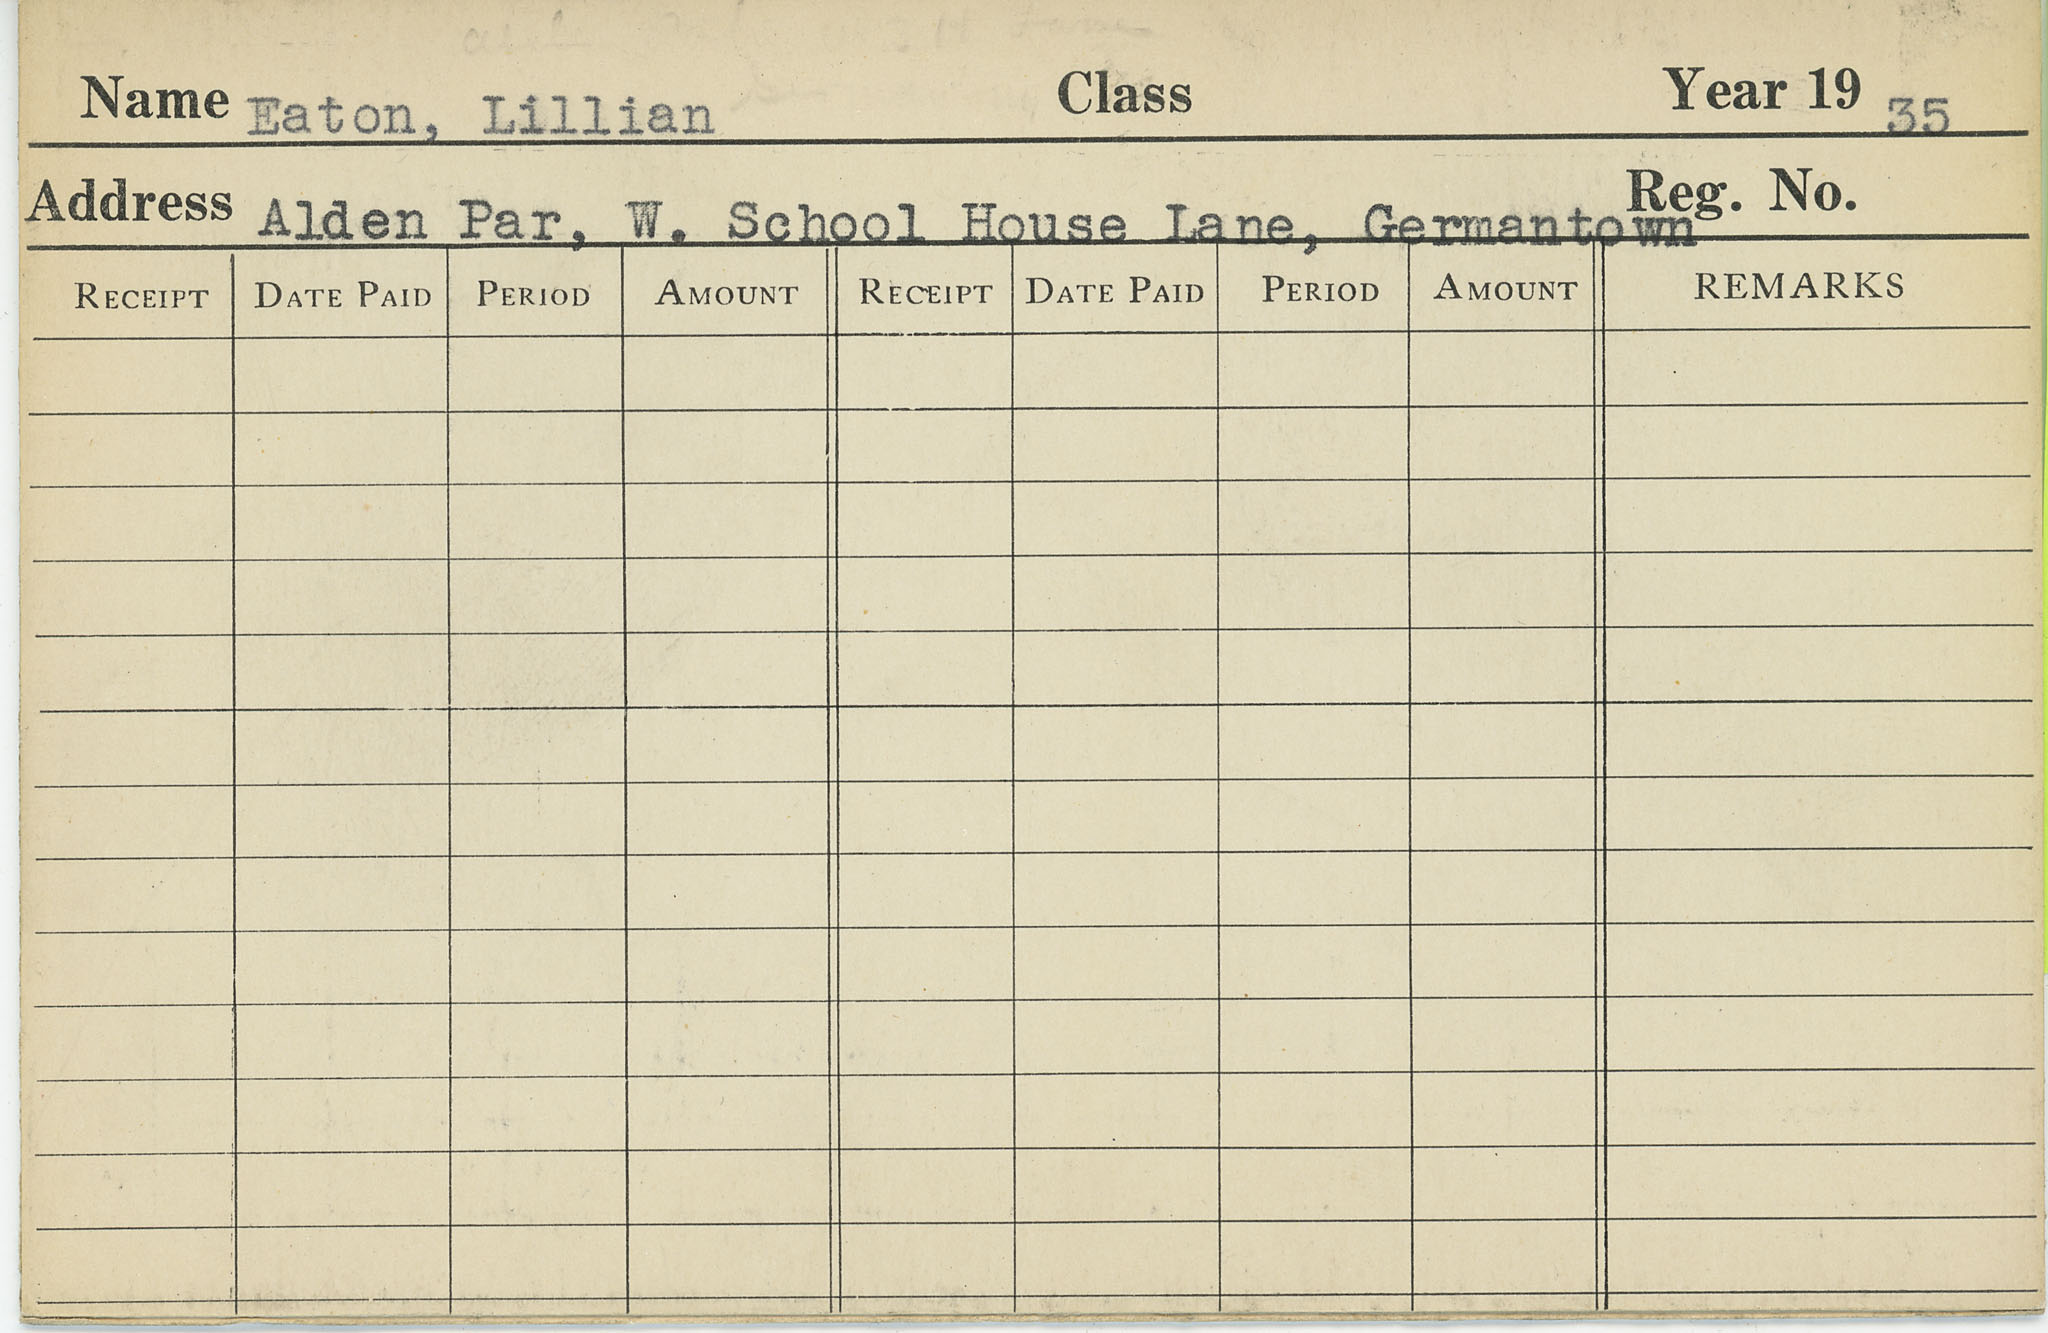 Name Eaton, Lillian Class Year 19 35
Address Alden Par, W. School House Lane, Germantown Reg. No.
RECEIPT DATE PAID PERIOD AMOUNT RECEIPT DATE PAID PERIOD AMOUNT REMARKS